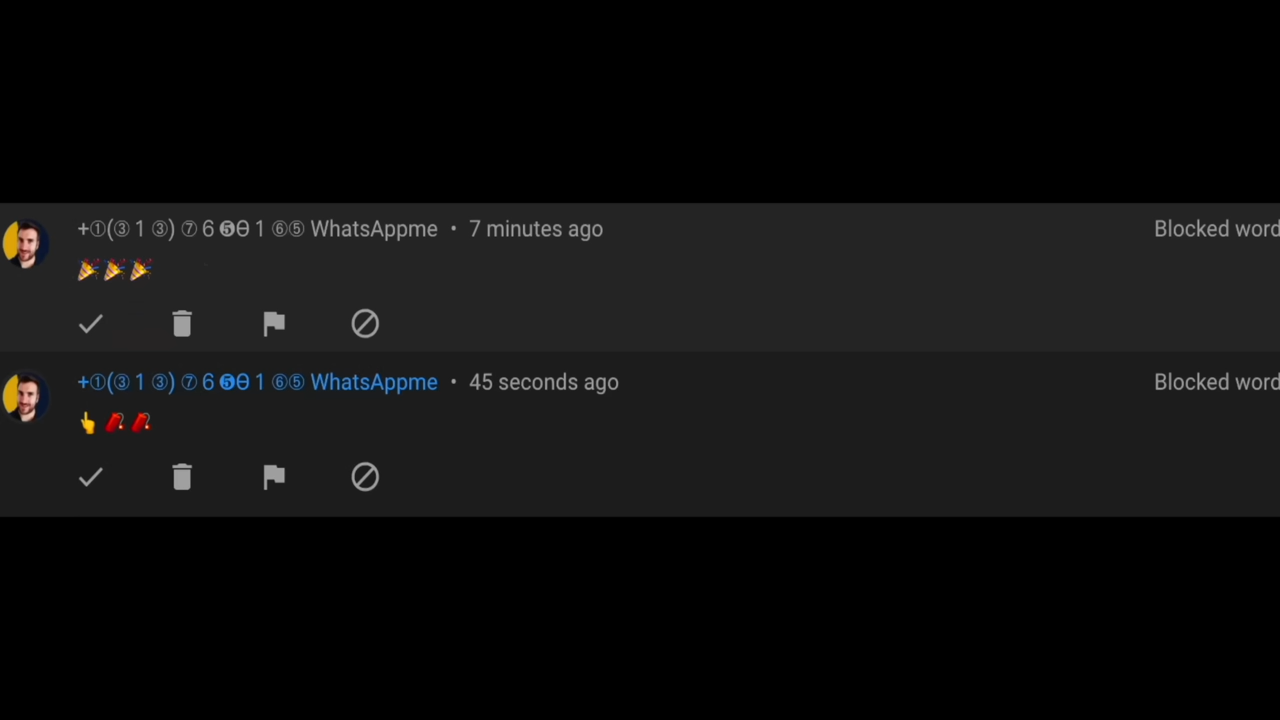 +①(③ 1 ③) ⑦ 6 ❺θ 1 ⑥⑤ WhatsAppme • 7 minutes ago
Blocked word
🎉🎉🎉
+①(③ 1 ③) ⑦ 6 ❺θ 1 ⑥⑤ WhatsAppme • 45 seconds ago
Blocked word
👆🧨🧨